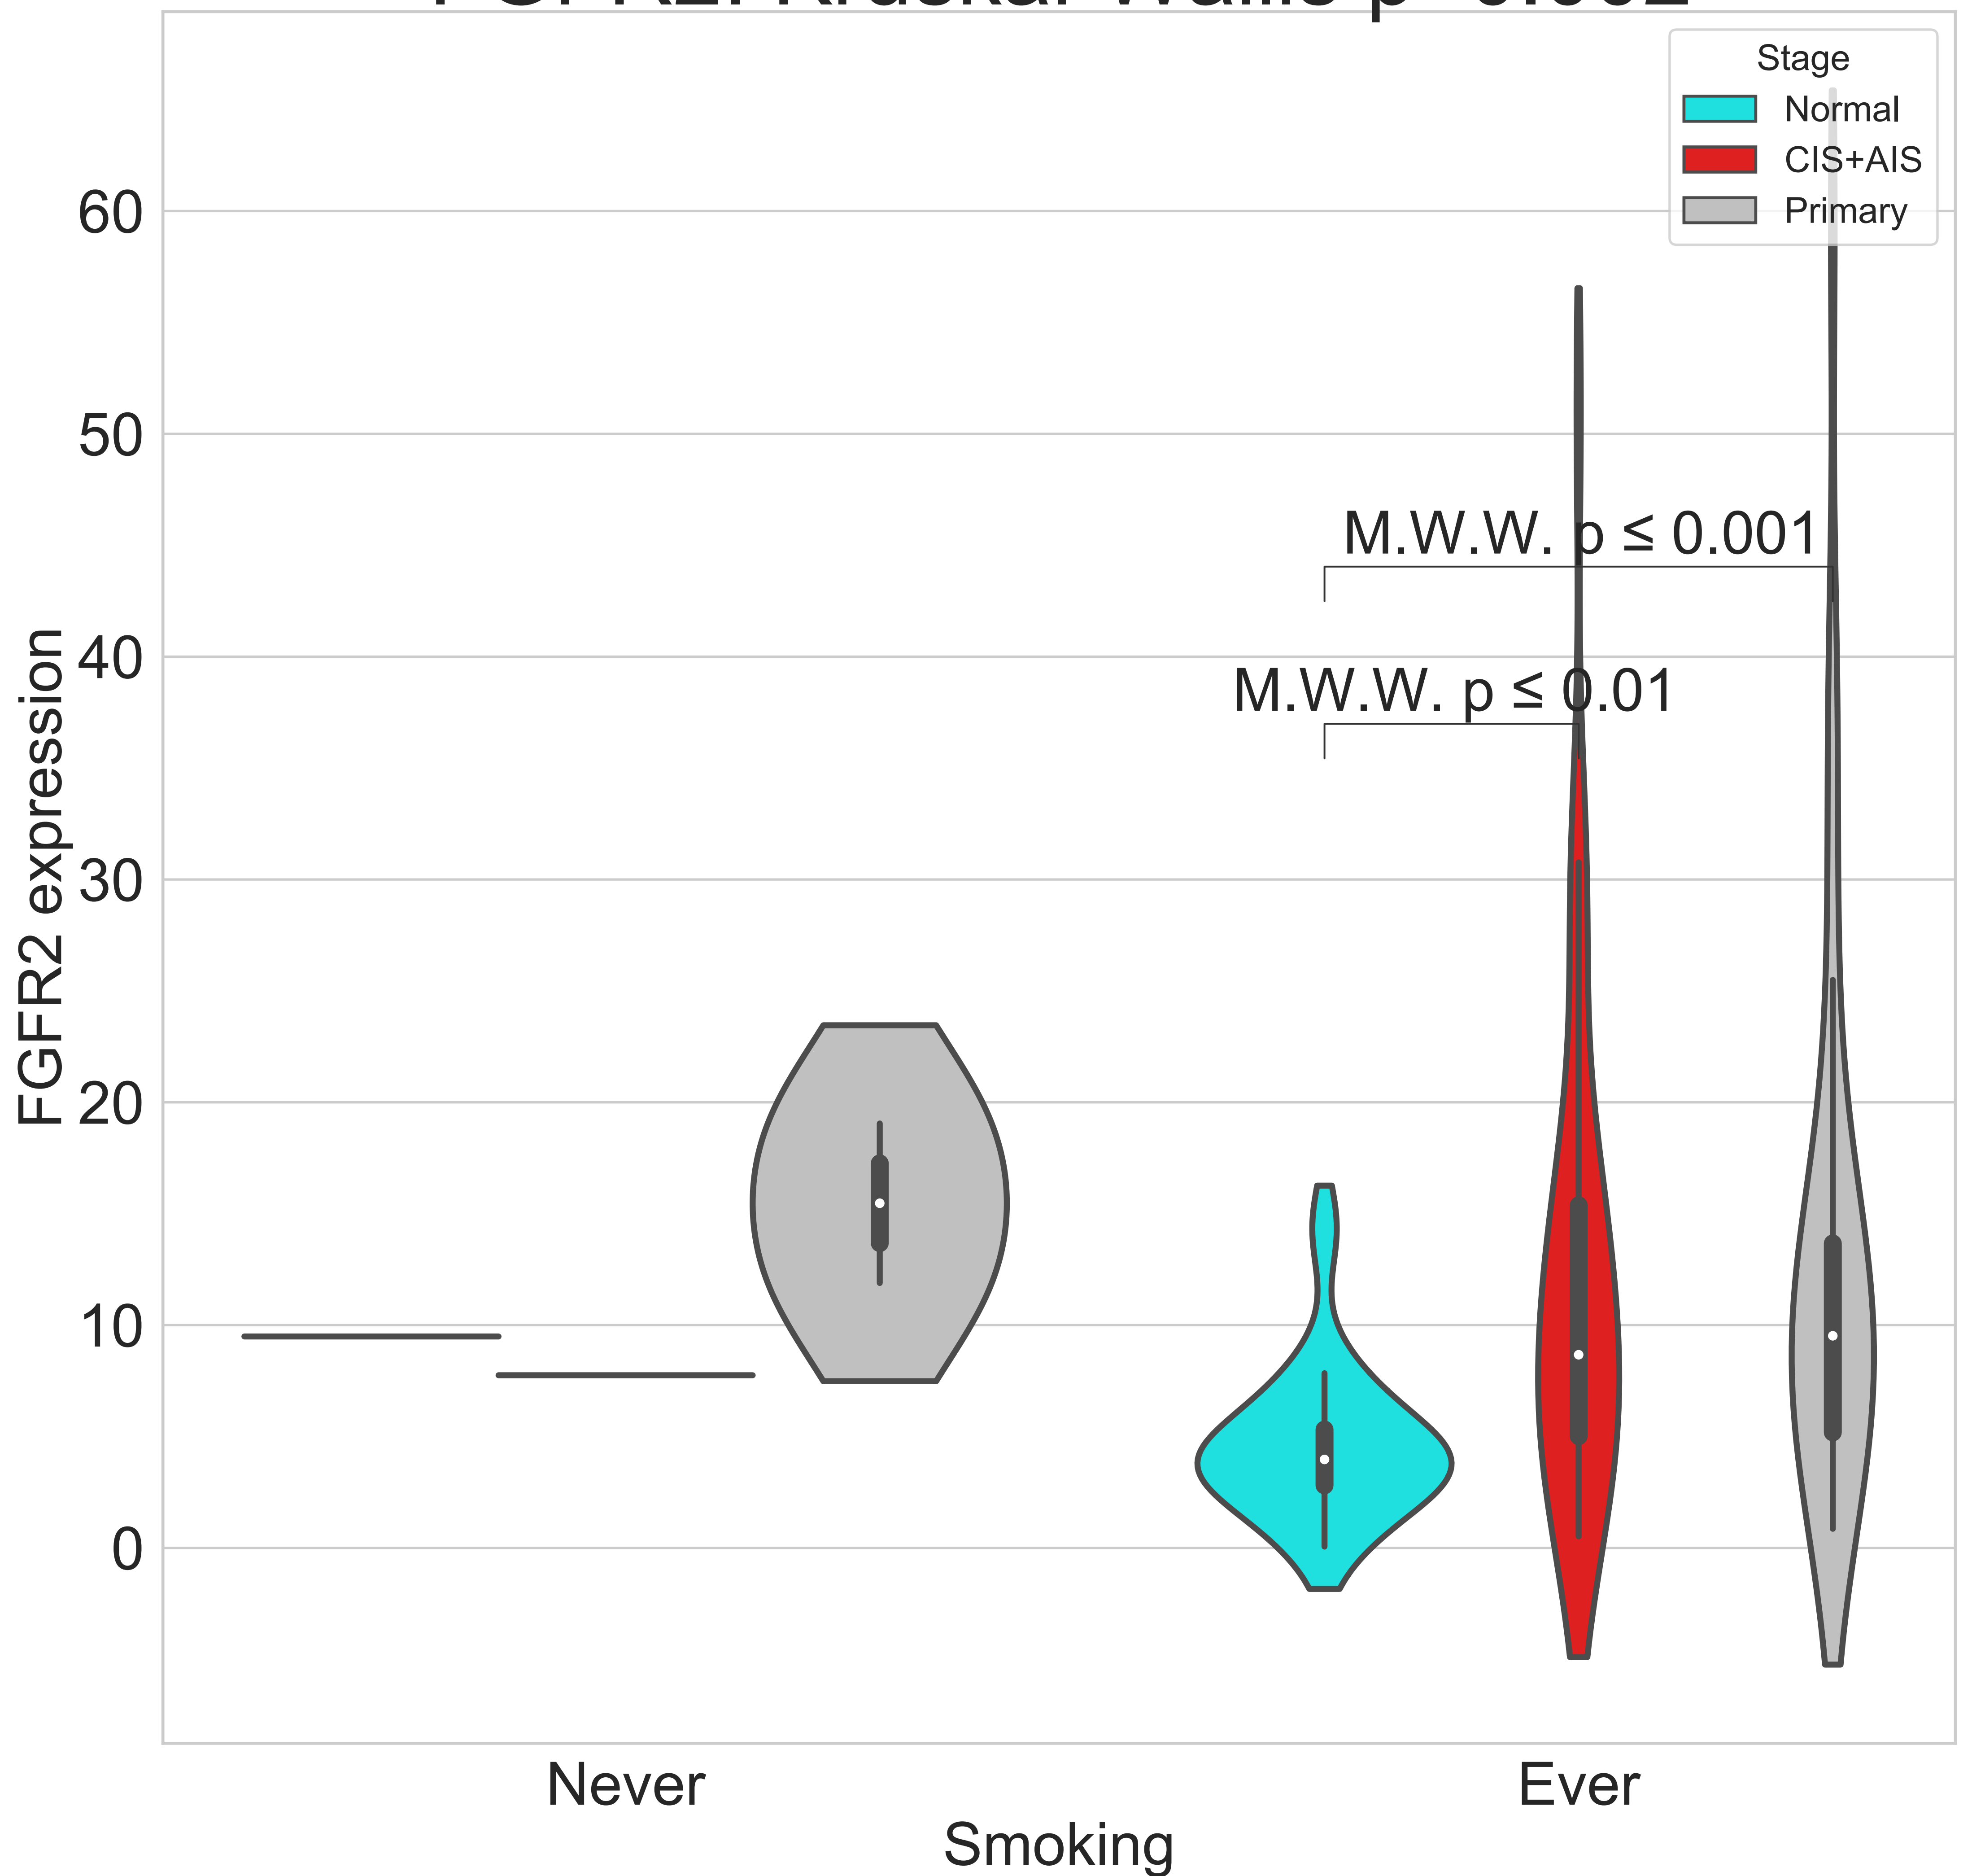 Stage
Normal
CIS+AIS
Primary
60
50
40
30
20
10
0
FGFR2 expression
M.W.W. p ≤ 0.001
M.W.W. p ≤ 0.01
Never
Ever
Smoking